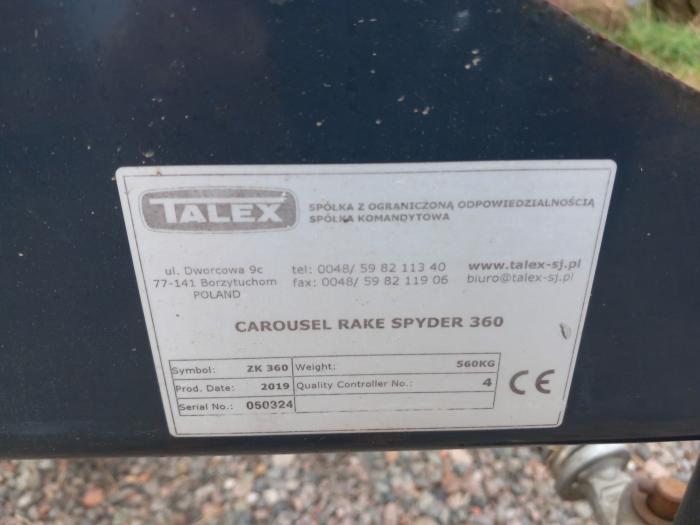 TALEX
SPÓŁKA Z OGRANICZONĄ ODPOWIEDZIALNOŚCIĄ
SPÓŁKA KOMANDYTOWA
ul. Dworcowa 9c
77-141 Borzytuchom
POLAND
tel: 0048/ 59 82 113 40
fax: 0048/ 59 82 119 06
www.talex-sj.pl
biuro@talex-sj.pl
CAROUSEL RAKE SPYDER 360
Symbol: ZK 360 Weight: 560KG
Prod. Date: 2019 Quality Controller No.: 4
Serial No.: 050324
CE